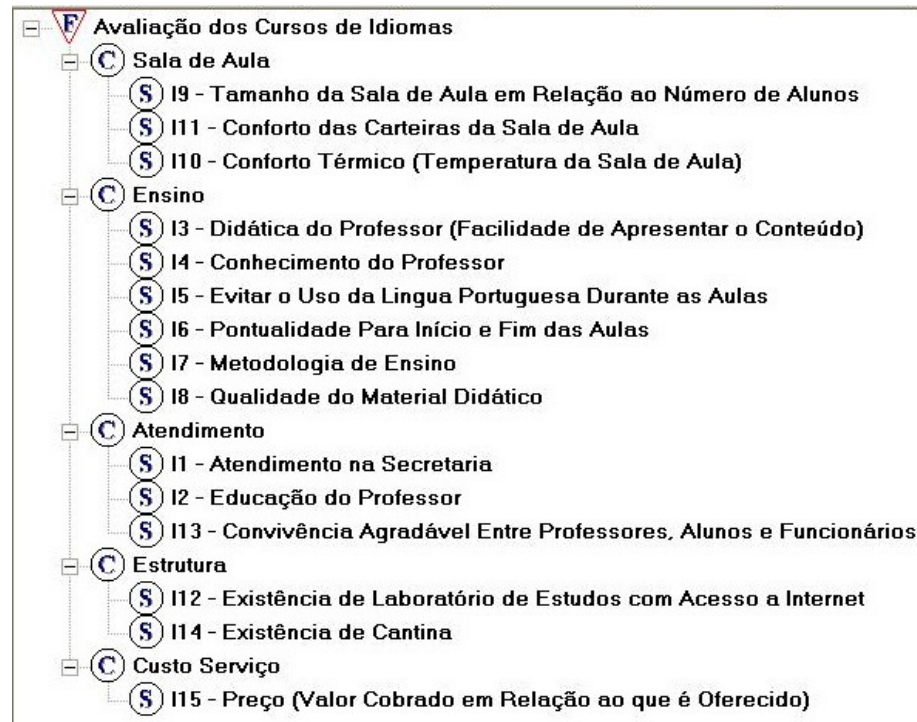 F Avaliação dos Cursos de Idiomas
C Sala de Aula
S I9 - Tamanho da Sala de Aula em Relação ao Número de Alunos
S I11 - Conforto das Carteiras da Sala de Aula
S I10 - Conforto Térmico (Temperatura da Sala de Aula)
C Ensino
S I3 - Didática do Professor (Facilidade de Apresentar o Conteúdo)
S I4 - Conhecimento do Professor
S I5 - Evitar o Uso da Lingua Portuguesa Durante as Aulas
S I6 - Pontualidade Para Início e Fim das Aulas
S I7 - Metodologia de Ensino
S I8 - Qualidade do Material Didático
C Atendimento
S I1 - Atendimento na Secretaria
S I2 - Educação do Professor
S I13 - Convivência Agradável Entre Professores, Alunos e Funcionários
C Estrutura
S I12 - Existência de Laboratório de Estudos com Acesso a Internet
S I14 - Existência de Cantina
C Custo Serviço
S I15 - Preço (Valor Cobrado em Relação ao que é Oferecido)